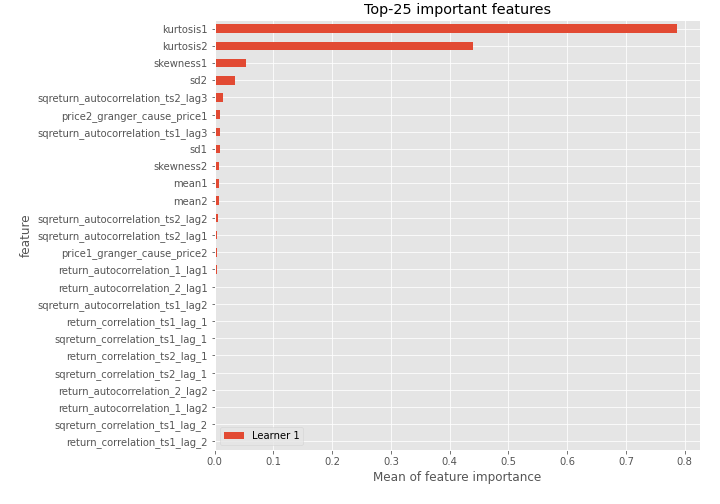 Top-25 important features
kurtosis1
kurtosis2
skewness1
sd2
sqreturn_autocorrelation_ts2_lag3
price2_granger_cause_price1
sqreturn_autocorrelation_ts1_lag3
sd1
skewness2
mean1
mean2
sqreturn_autocorrelation_ts2_lag2
sqreturn_autocorrelation_ts2_lag1
price1_granger_cause_price2
return_autocorrelation_1_lag1
return_autocorrelation_2_lag1
sqreturn_autocorrelation_ts1_lag2
return_correlation_ts1_lag_1
sqreturn_correlation_ts1_lag_1
return_correlation_ts2_lag_1
sqreturn_correlation_ts2_lag_1
return_autocorrelation_2_lag2
return_autocorrelation_1_lag2
sqreturn_correlation_ts1_lag_2
return_correlation_ts1_lag_2
feature
Learner 1
0.0 0.1 0.2 0.3 0.4 0.5 0.6 0.7 0.8
Mean of feature importance